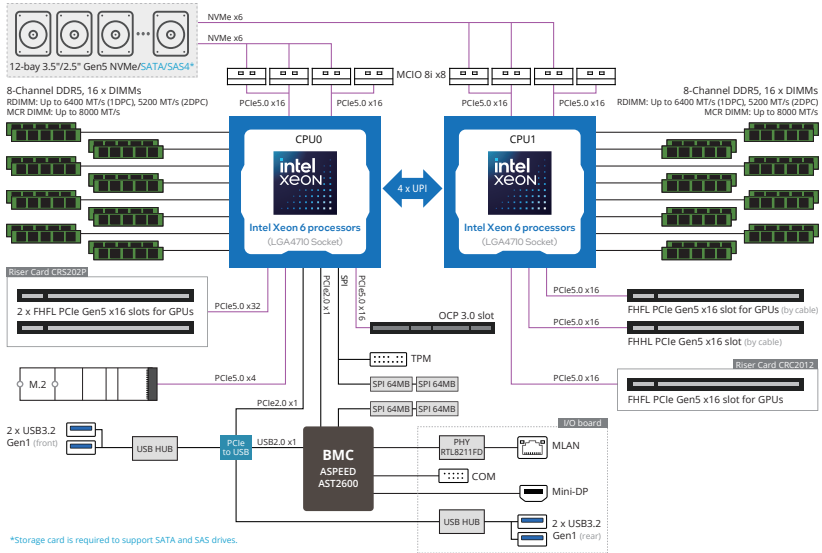 NVMe x6
NVMe x6
12-bay 3.5"/2.5" Gen5 NVMe/SATA/SAS4*
MCIO 8i x8
PCIe5.0 x16
PCIe5.0 x16
PCIe5.0 x16
PCIe5.0 x16
8-Channel DDR5, 16 x DIMMs
RDIMM: Up to 6400 MT/s (1DPC), 5200 MT/s (2DPC)
MCR DIMM: Up to 8000 MT/s
8-Channel DDR5, 16 x DIMMs
RDIMM: Up to 6400 MT/s (1DPC), 5200 MT/s (2DPC)
MCR DIMM: Up to 8000 MT/s
CPU0
intel
XEON
Intel Xeon 6 processors
(LGA4710 Socket)
4 x UPI
CPU1
intel
XEON
Intel Xeon 6 processors
(LGA4710 Socket)
Riser Card CRS202P
2 x FHFL PCIe Gen5 x16 slots for GPUs
PCIe5.0 x32
PCIe2.0 x1
SPI
PCIe5.0 x16
OCP 3.0 slot
PCIe5.0 x16
FHFL PCIe Gen5 x16 slot for GPUs (by cable)
PCIe5.0 x16
FHHL PCIe Gen5 x16 slot (by cable)
Riser Card CRC2012
PCIe5.0 x16
FHFL PCIe Gen5 x16 slot for GPUs
M.2
PCIe5.0 x4
TPM
SPI 64MB
SPI 64MB
SPI 64MB
SPI 64MB
PCIe2.0 x1
2 x USB3.2
Gen1 (front)
USB HUB
PCIe
to USB
USB2.0 x1
BMC
ASPEED
AST2600
I/O board
PHY
RTL8211FD
MLAN
COM
Mini-DP
USB HUB
2 x USB3.2
Gen1 (rear)
*Storage card is required to support SATA and SAS drives.